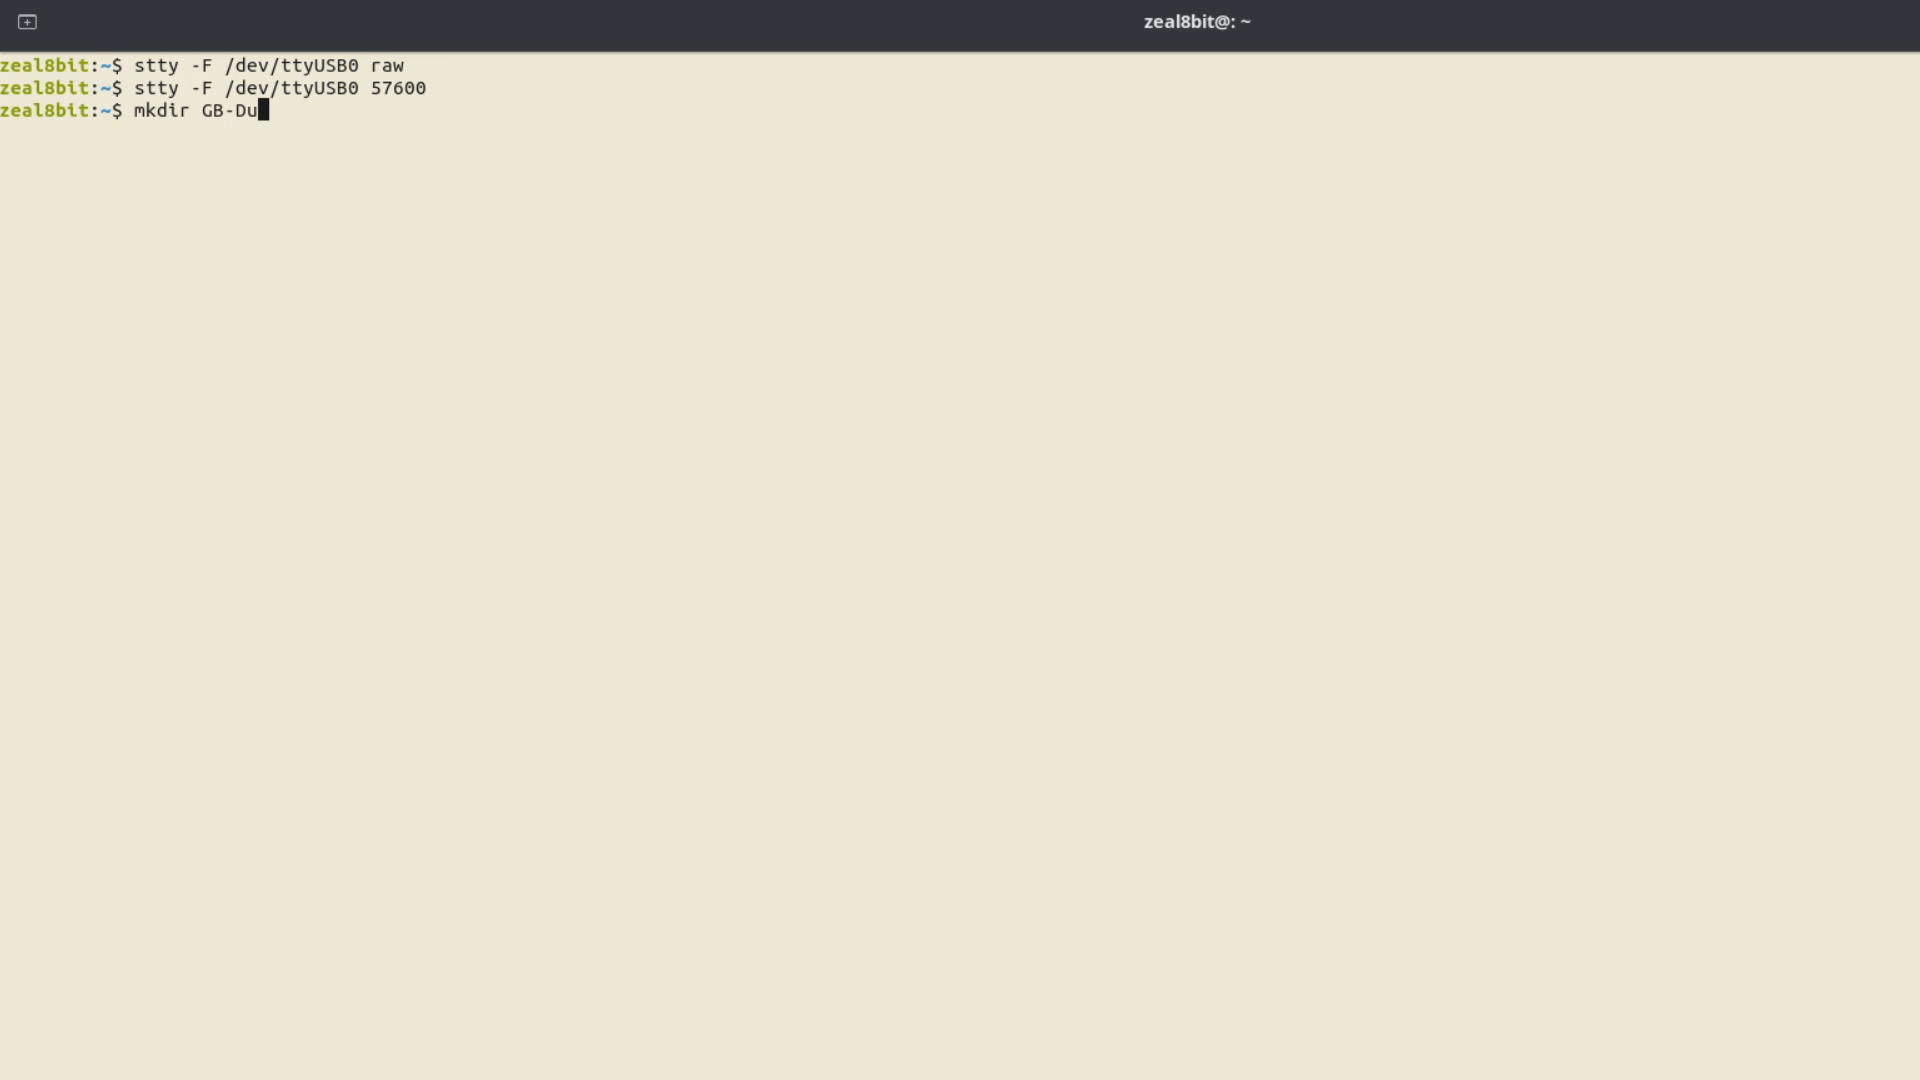 zeal8bit@: ~
zeal8bit:~$ stty -F /dev/ttyUSB0 raw
zeal8bit:~$ stty -F /dev/ttyUSB0 57600
zeal8bit:~$ mkdir GB-Du